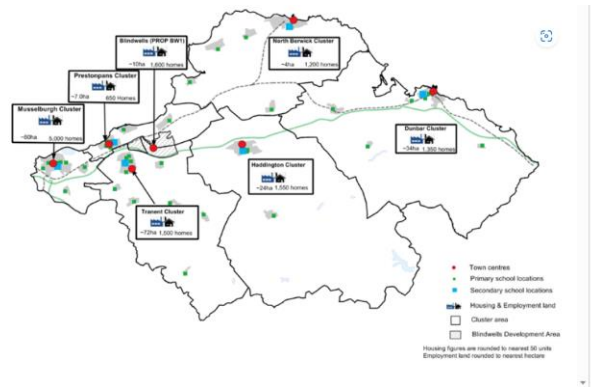 Blindwells (PROP BW1)
~10ha 1,600 homes
North Berwick Cluster
~4ha 1,200 homes
Prestonpans Cluster
~7.0ha 650 Homes
Musselburgh Cluster
5,000 homes
Dunbar Cluster
~34ha 1,350 homes
Haddington Cluster
~24ha 1,550 homes
Tranent Cluster
~72ha 1,500 homes
Town centres
Primary school locations
Secondary school locations
Housing & Employment land
Cluster area
Blindwells Development Area
Housing figures are rounded to nearest 50 units
Employment land rounded to nearest hectare